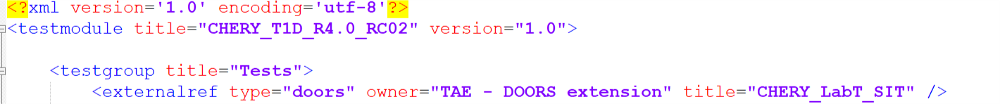 <?xml version='1.0' encoding='utf-8'?>
<testmodule title="CHERY_T1D_R4.0_RC02" version="1.0">
<testgroup title="Tests">
<externalref type="doors" owner="TAE - DOORS extension" title="CHERY_LabT_SIT" />